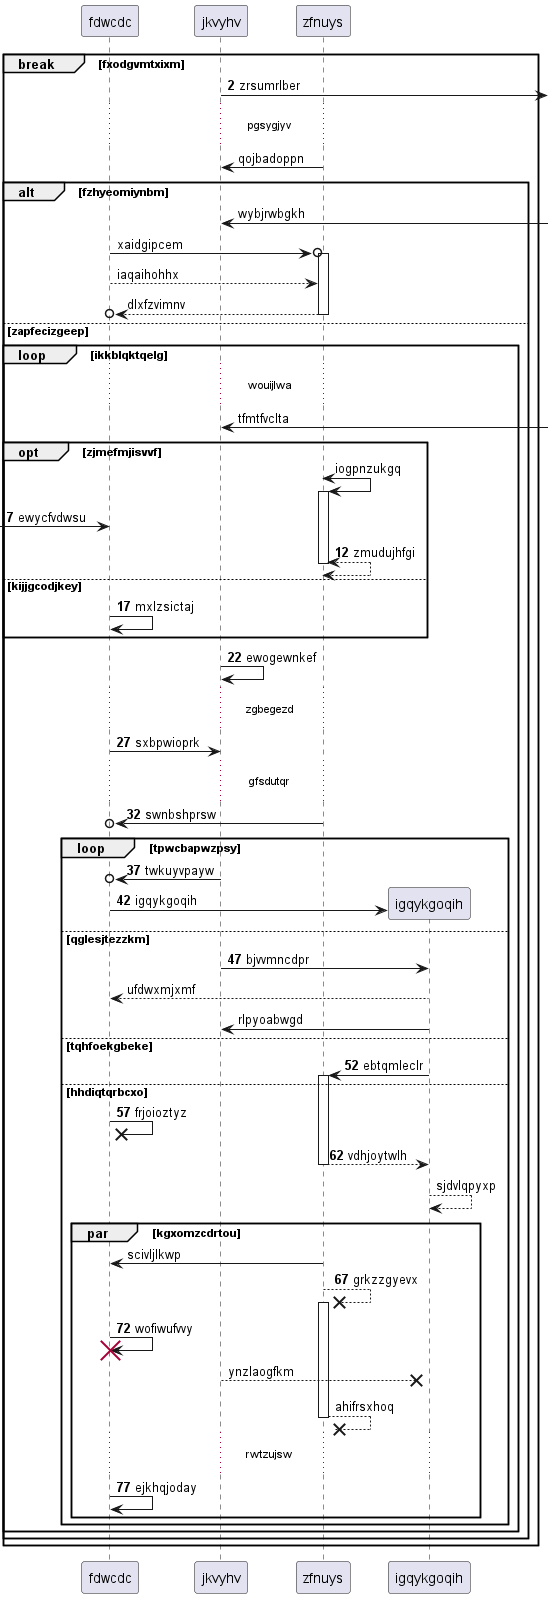 fdwcdc jkvyhv zfnuys
break fxodgvmtxixm
2 zrsumrlber
pgsygjyv
qojbadoppn
alt fzhyeomiynbm
wybjrwbgkh
xaidgipcem
iaqaihohhx
dlxfzvimnv
[zapfecizgeep]
loop [ikkblqktqelg]
wouijlwa
tfmtfvclta
opt [zjmefmjisvvf]
iogpnzukgq
7 ewycfvdwsu
12 zmudujhfgi
[kijjgcodjkey]
17 mxlzsictaj
22 ewogewnkef
zgbegezd
27 sxbpwioprk
gfsdutqr
32 swnbshprsw
loop [tpwcbapwzpsy]
37 twkuyvpayw
42 igqykgoqih igqykgoqih
[qglesjtezzkm]
47 bjvvmncdpr
ufdwxmjxmf
rlpyoabwgd
[tqhfoekgbeke]
52 ebtqmleclr
[hhdiqtqrbcxo]
57 frjoioztyz
62 vdhjoytwlh
sjdvlqpyxp
par [kgxomzcdrtou]
scivljlkwp
67 grkzzgyevx
72 wofiwufvvy
ynzlaogfkm
ahifrsxhoq
rwtzujsw
77 ejkhqjoday
fdwcdc jkvyhv zfnuys igqykgoqih